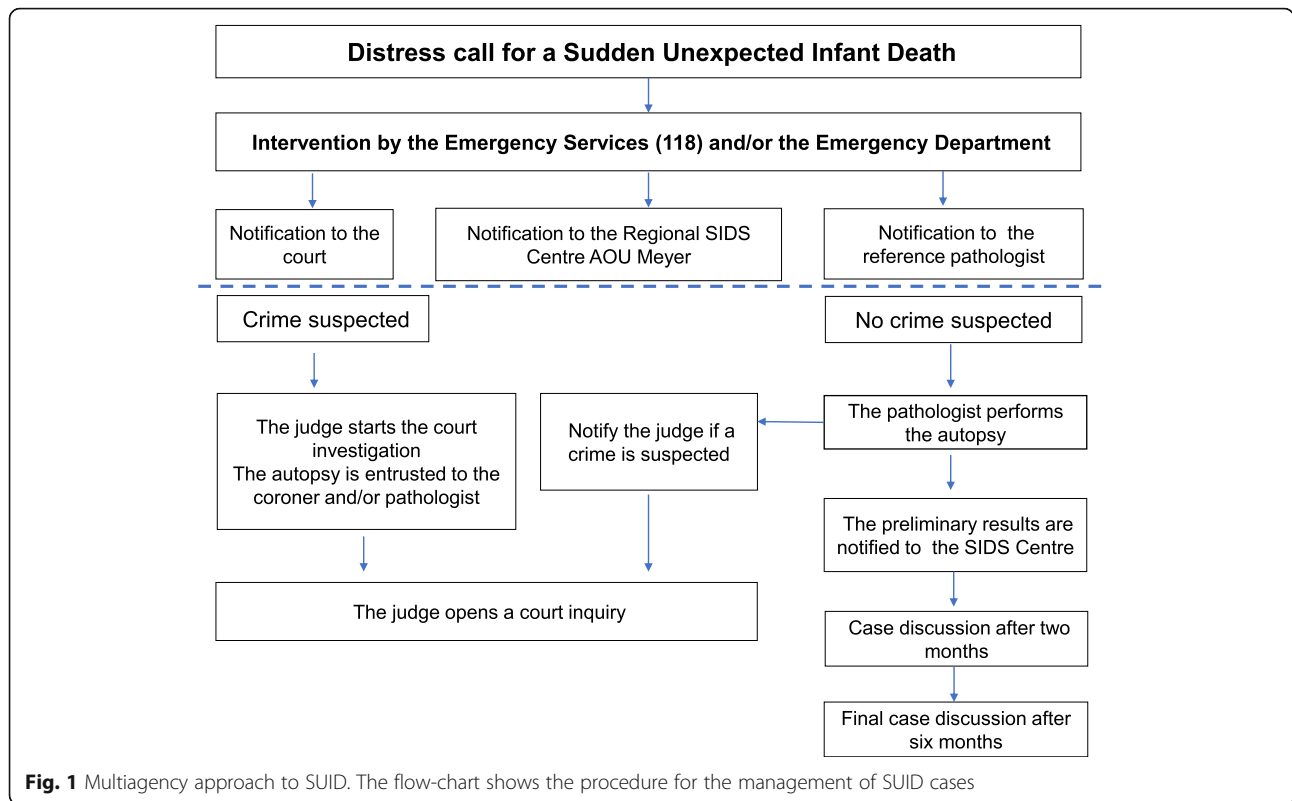 Distress call for a Sudden Unexpected Infant Death
Intervention by the Emergency Services (118) and/or the Emergency Department
Notification to the
court
Notification to the Regional SIDS
Centre AOU Meyer
Notification to the
reference pathologist
Crime suspected
No crime suspected
The judge starts the court
investigation
The autopsy is entrusted to the
coroner and/or pathologist
Notify the judge if a
crime is suspected
The pathologist performs
the autopsy
The preliminary results are
notified to the SIDS Centre
The judge opens a court inquiry
Case discussion after two
months
Final case discussion after
six months
Fig. 1 Multiagency approach to SUID. The flow-chart shows the procedure for the management of SUID cases